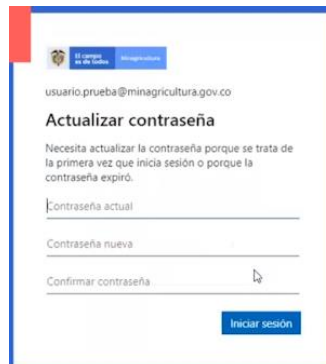 El campo
es de todos
Minagricultura
usuario.prueba@minagricultura.gov.co
Actualizar contraseña
Necesita actualizar la contraseña porque se trata de
la primera vez que inicia sesión o porque la
contraseña expiró.
Contraseña actual
Contraseña nueva
Confirmar contraseña
Iniciar sesión